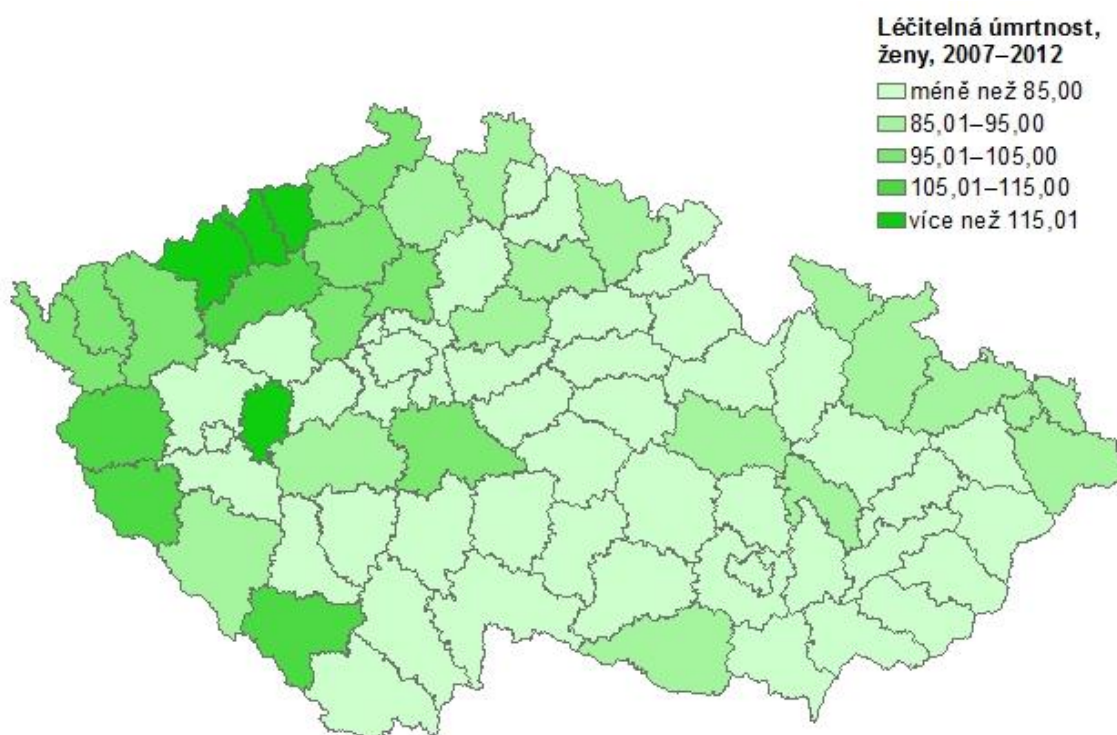 Léčitelná úmrtnost,
ženy, 2007–2012
méně než 85,00
85,01–95,00
95,01–105,00
105,01–115,00
více než 115,01